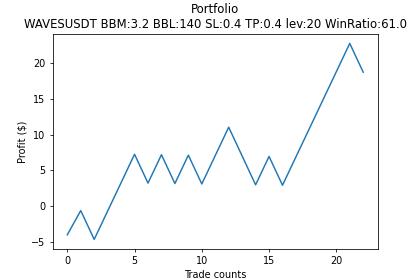 Portfolio
WAVESUSDT BBM:3.2 BBL:140 SL:0.4 TP:0.4 lev:20 WinRatio:61.0
Profit ($)
20
15
10
5
0
−5
0
5
10
15
20
Trade counts